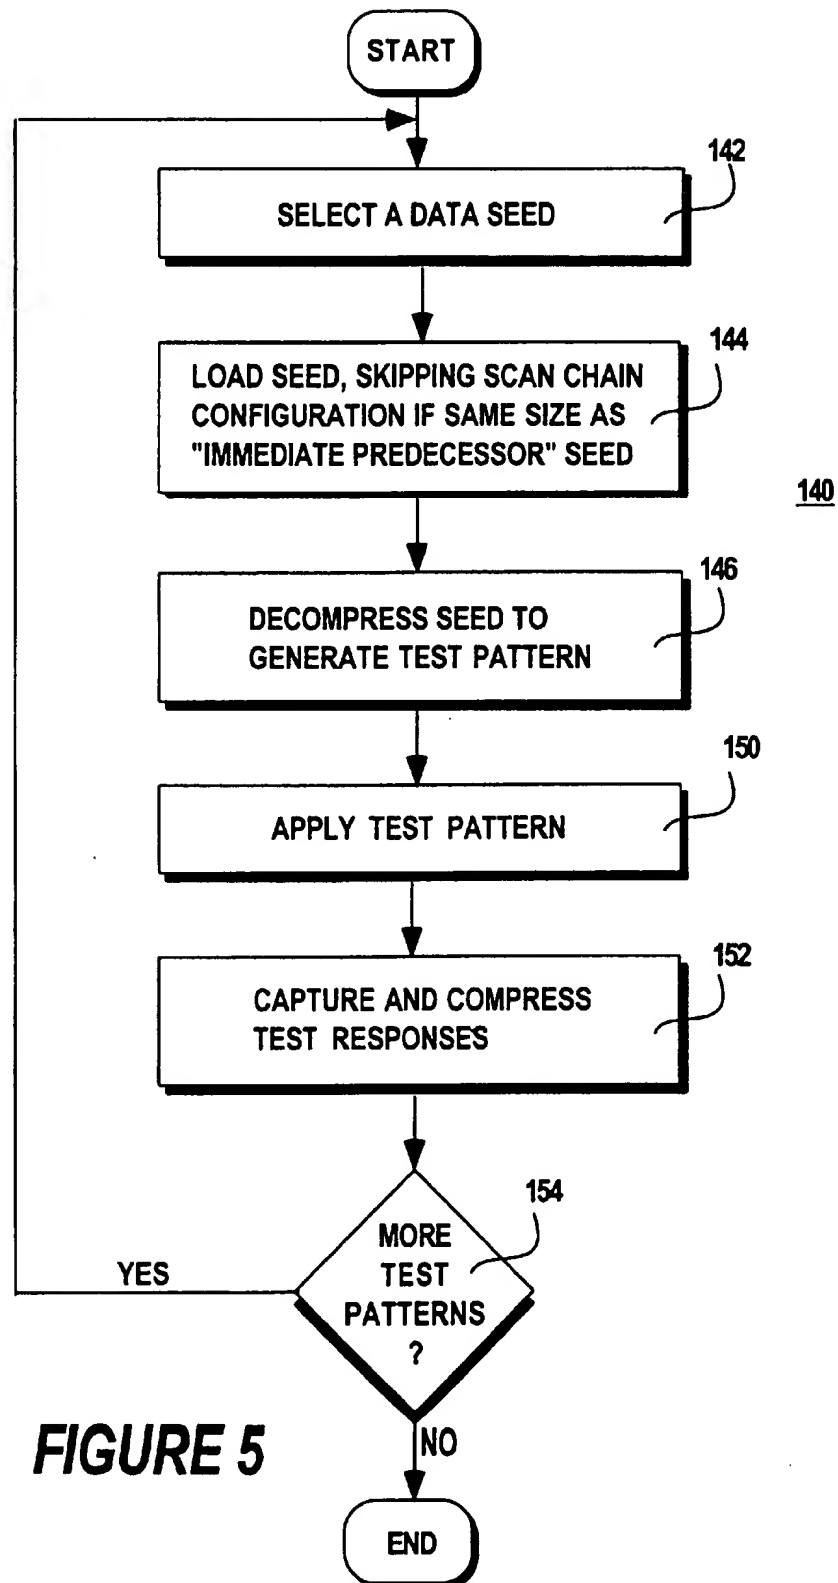 START
142
SELECT A DATA SEED
144
LOAD SEED, SKIPPING SCAN CHAIN
CONFIGURATION IF SAME SIZE AS
"IMMEDIATE PREDECESSOR" SEED
140
146
DECOMPRESS SEED TO
GENERATE TEST PATTERN
150
APPLY TEST PATTERN
152
CAPTURE AND COMPRESS
TEST RESPONSES
154
MORE
TEST
PATTERNS
?
YES
NO
FIGURE 5
END